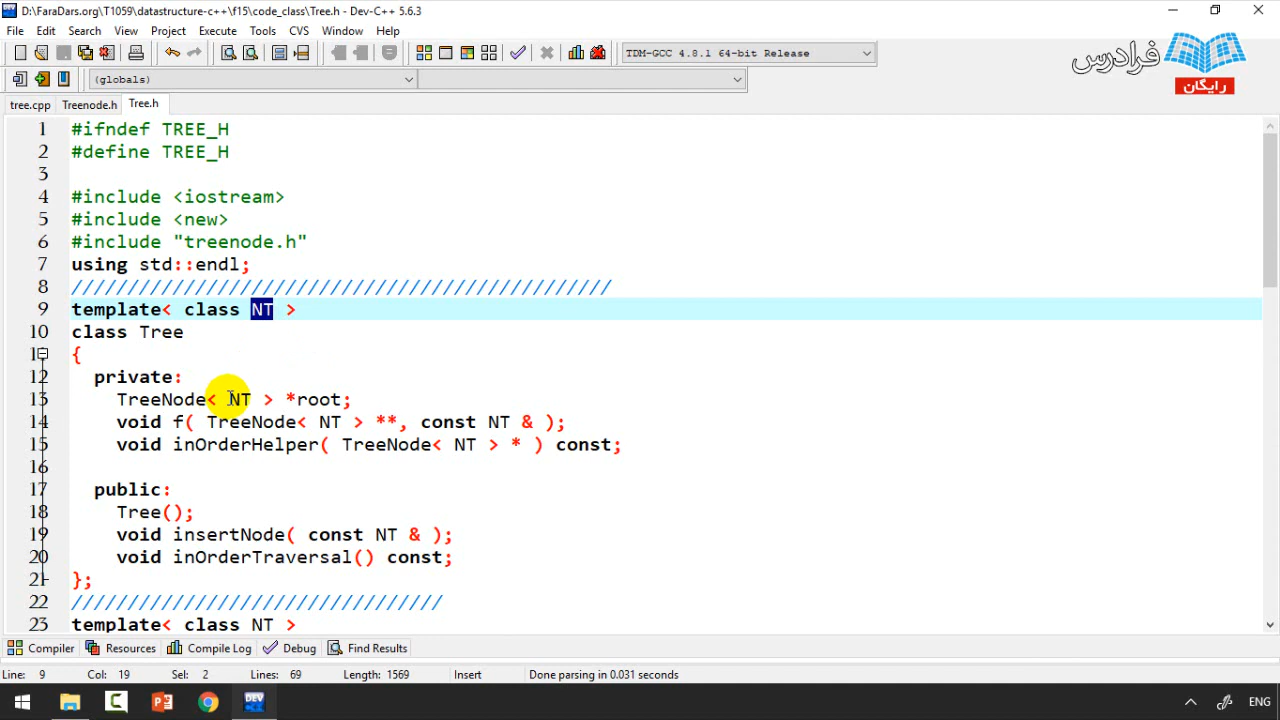 D:\FaraDars.org\T1059\datastructure-c++\f15\code_class\Tree.h - Dev-C++ 5.6.3
File Edit Search View Project Execute Tools CVS Window Help
TDM-GCC 4.8.1 64-bit Release
فرادرس
رایگان
(globals)
tree.cpp Treenode.h Tree.h
1 #ifndef TREE_H
2 #define TREE_H
3
4 #include <iostream>
5 #include <new>
6 #include "treenode.h"
7 using std::endl;
8 ////////////////////////////////////////////////
9 template< class NT >
10 class Tree
11 {
12 private:
13 TreeNode< NT > *root;
14 void f( TreeNode< NT > **, const NT & );
15 void inOrderHelper( TreeNode< NT > * ) const;
16
17 public:
18 Tree();
19 void insertNode( const NT & );
20 void inOrderTraversal() const;
21 };
22 /////////////////////////////////
23 template< class NT >
Compiler Resources Compile Log Debug Find Results
Line: 9 Col: 19 Sel: 2 Lines: 69 Length: 1569 Insert Done parsing in 0.031 seconds
DEV ENG